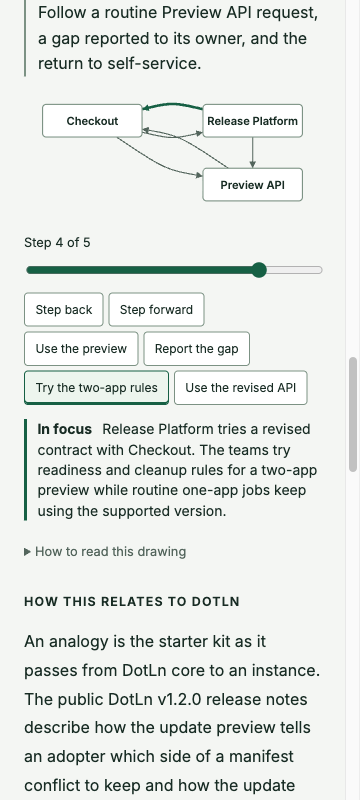 Follow a routine Preview API request,
a gap reported to its owner, and the
return to self-service.
Checkout
Release Platform
Preview API
Step 4 of 5
Step back
Step forward
Use the preview
Report the gap
Try the two-app rules
Use the revised API
In focus Release Platform tries a revised
contract with Checkout. The teams try
readiness and cleanup rules for a two-app
preview while routine one-app jobs keep
using the supported version.
How to read this drawing
HOW THIS RELATES TO DOTLN
An analogy is the starter kit as it
passes from DotLn core to an instance.
The public DotLn v1.2.0 release notes
describe how the update preview tells
an adopter which side of a manifest
conflict to keep and how the update